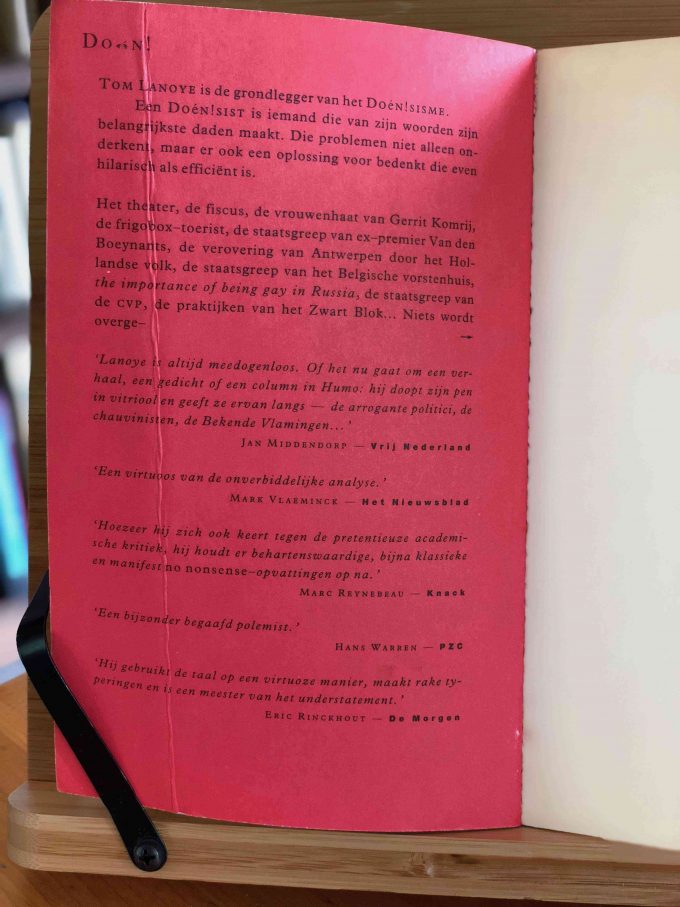 Doén!
TOM LANOYE is de grondlegger van het DOÉN!SISME.
Een DOÉN!SIST is iemand die van zijn woorden zijn
belangrijkste daden maakt. Die problemen niet alleen on-
derkent, maar er ook een oplossing voor bedenkt die even
hilarisch als efficiënt is.
Het theater, de fiscus, de vrouwenhaat van Gerrit Komrij,
de frigobox–toerist, de staatsgreep van ex–premier Van den
Boeynants, de verovering van Antwerpen door het Hol-
landse volk, de staatsgreep van het Belgische vorstenhuis,
the importance of being gay in Russia, de staatsgreep van
de CVP, de praktijken van het Zwart Blok... Niets wordt
overge– →
‘Lanoye is altijd meedogenloos. Of het nu gaat om een ver-
haal, een gedicht of een column in Humo: hij doopt zijn pen
in vitriool en geeft ze ervan langs — de arrogante politici, de
chauvinisten, de Bekende Vlamingen...’
JAN MIDDENDORP — Vrij Nederland
‘Een virtuoos van de onverbiddelijke analyse.’
MARK VLAEMINCK — Het Nieuwsblad
‘Hoezeer hij zich ook keert tegen de pretentieuze academi-
sche kritiek, hij houdt er behartenswaardige, bijna klassieke
en manifest no nonsense–opvattingen op na.’
MARC REYNEBEAU — Knack
‘Een bijzonder begaafd polemist.’
HANS WARREN — PZC
‘Hij gebruikt de taal op een virtuoze manier, maakt rake ty-
peringen en is een meester van het understatement.’
ERIC RINCKHOUT — De Morgen